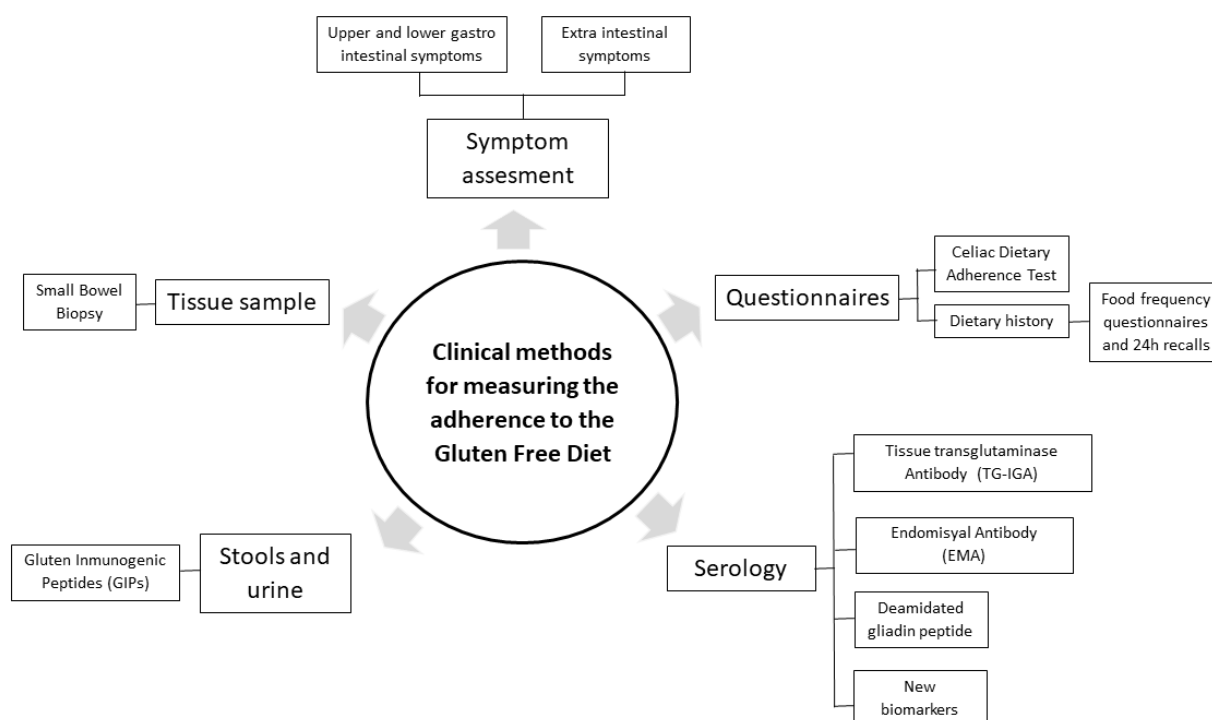 Upper and lower gastro
intestinal symptoms
Extra intestinal
symptoms
Symptom
assesment
Small Bowel
Biopsy
Tissue sample
Questionnaires
Celiac Dietary
Adherence Test
Dietary history
Food frequency
questionnaires
and 24h recalls
Clinical methods
for measuring the
adherence to the
Gluten Free Diet
Gluten Inmunogenic
Peptides (GIPs)
Stools and
urine
Serology
Tissue transglutaminase
Antibody (TG-IGA)
Endomisyal Antibody
(EMA)
Deamidated
gliadin peptide
New
biomarkers